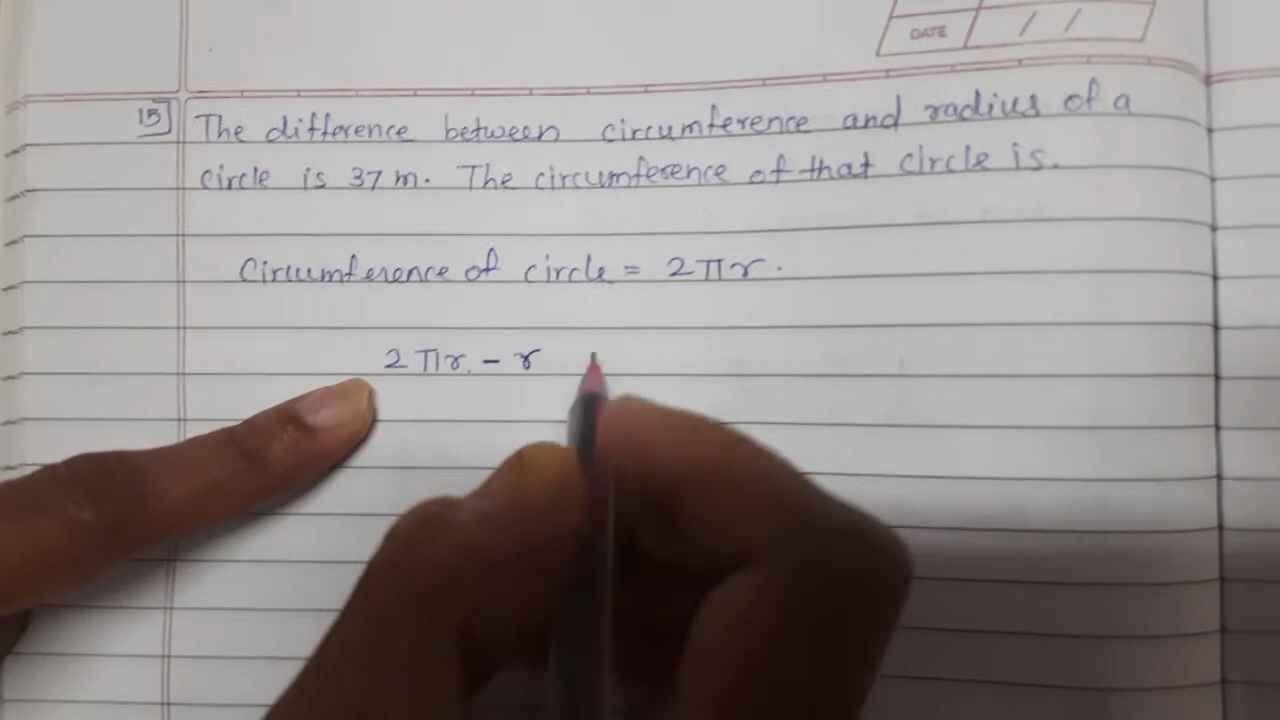 DATE / /
15] The difference between circumference and radius of a
circle is 37 m. The circumference of that circle is.
Circumference of circle = 2πr.
2πr - r